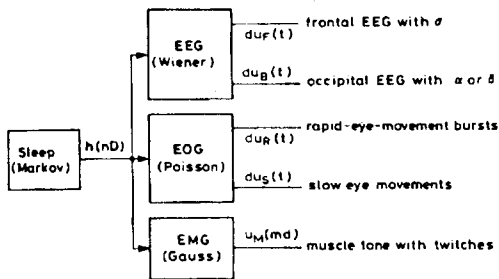 EEG
(Wiener)
du_F(t)
frontal EEG with σ
du_B(t)
occipital EEG with α or δ
Sleep
(Markov)
h(nD)
EOG
(Poisson)
rapid-eye-movement bursts
du_R(t)
du_S(t)
slow eye movements
EMG
(Gauss)
u_M(md)
muscle tone with twitches